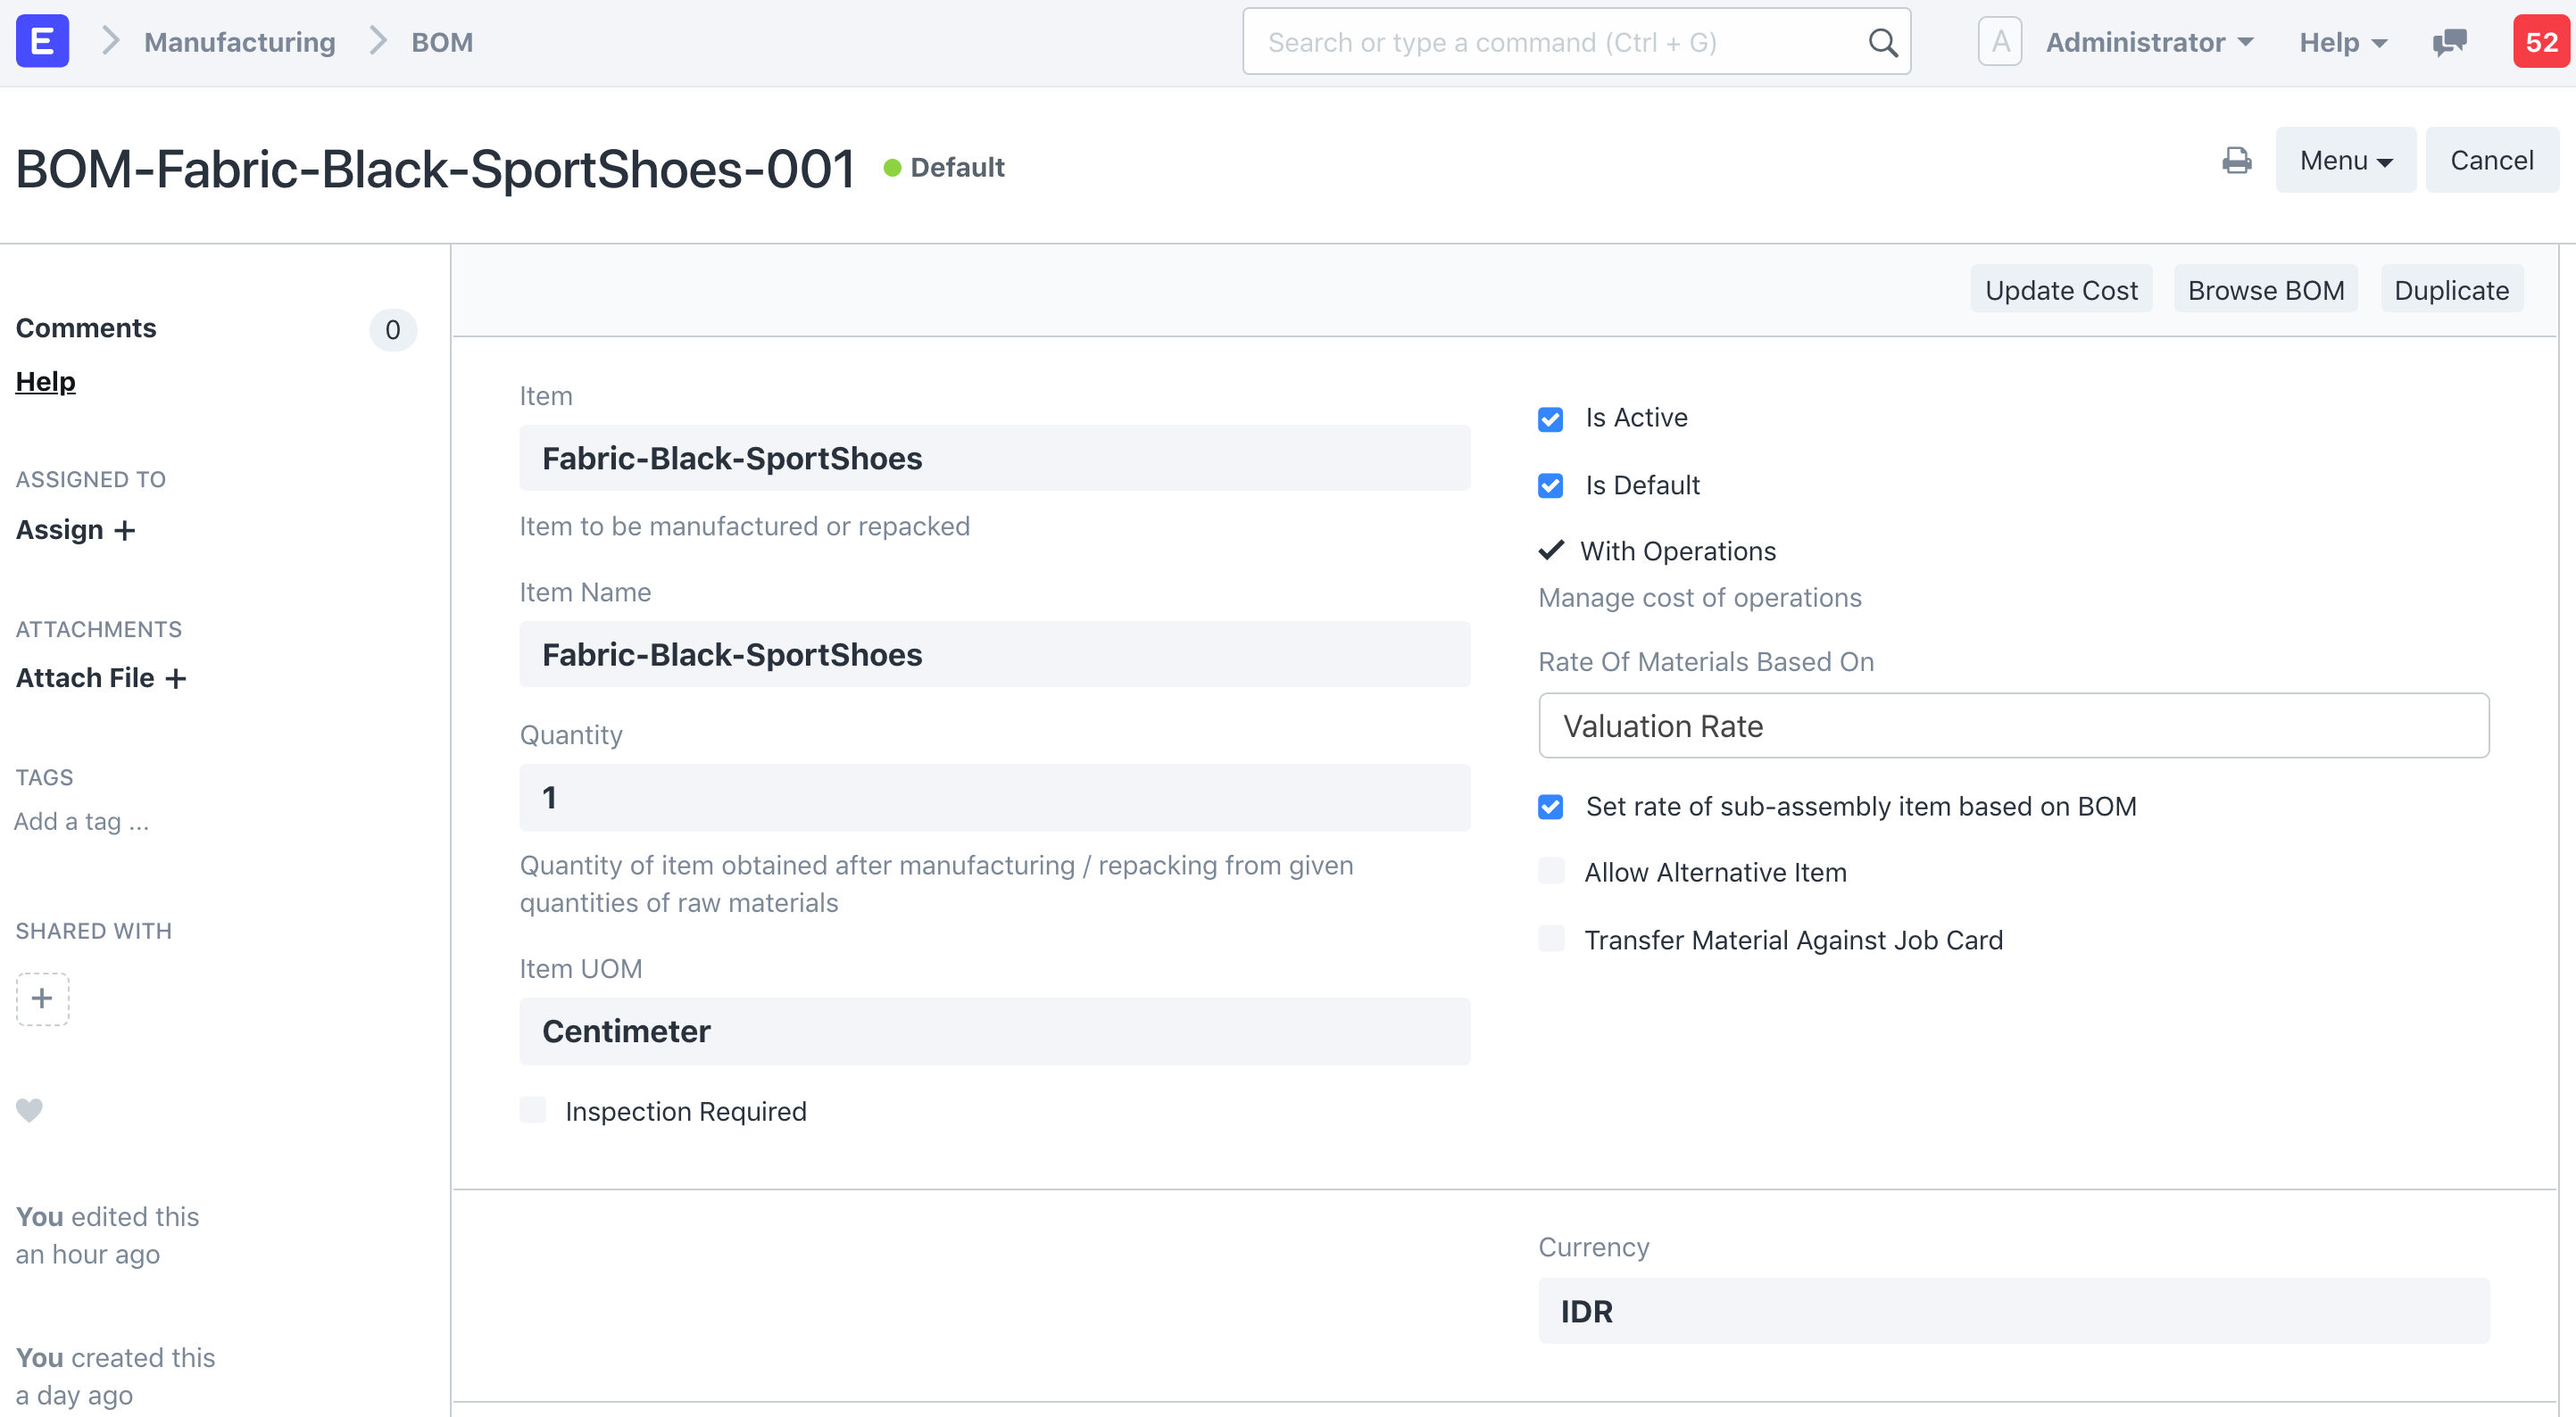 E
Manufacturing
BOM
Search or type a command (Ctrl + G)
A
Administrator
Help
52
BOM-Fabric-Black-SportShoes-001
Default
Menu
Cancel
Update Cost
Browse BOM
Duplicate
Comments
0
Help
ASSIGNED TO
Assign +
ATTACHMENTS
Attach File +
TAGS
Add a tag ...
SHARED WITH
+
You edited this
an hour ago
You created this
a day ago
Item
Fabric-Black-SportShoes
Item to be manufactured or repacked
Item Name
Fabric-Black-SportShoes
Quantity
1
Quantity of item obtained after manufacturing / repacking from given
quantities of raw materials
Item UOM
Centimeter
Inspection Required
Is Active
Is Default
With Operations
Manage cost of operations
Rate Of Materials Based On
Valuation Rate
Set rate of sub-assembly item based on BOM
Allow Alternative Item
Transfer Material Against Job Card
Currency
IDR